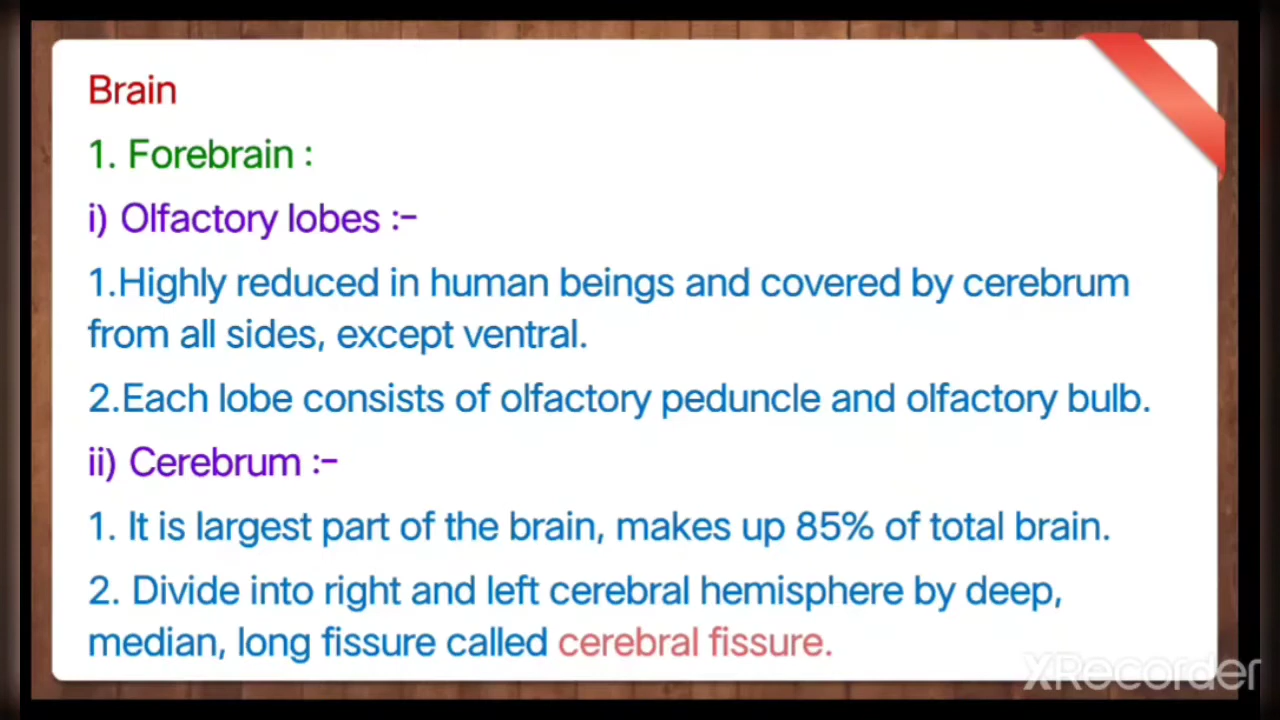 Brain
1. Forebrain :
i) Olfactory lobes :-
1.Highly reduced in human beings and covered by cerebrum
from all sides, except ventral.
2.Each lobe consists of olfactory peduncle and olfactory bulb.
ii) Cerebrum :-
1. It is largest part of the brain, makes up 85% of total brain.
2. Divide into right and left cerebral hemisphere by deep,
median, long fissure called cerebral fissure.
XRecorder